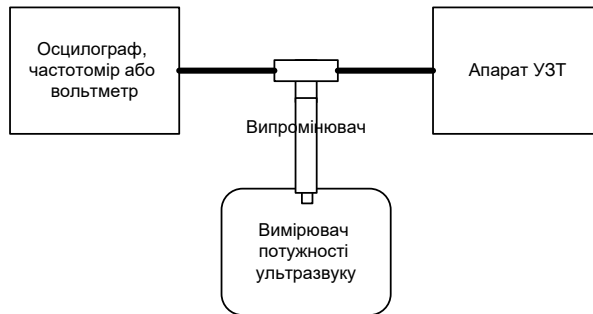 Осцилограф,
частотомір або
вольтметр
Апарат УЗТ
Випромінювач
Вимірювач
потужності
ультразвуку